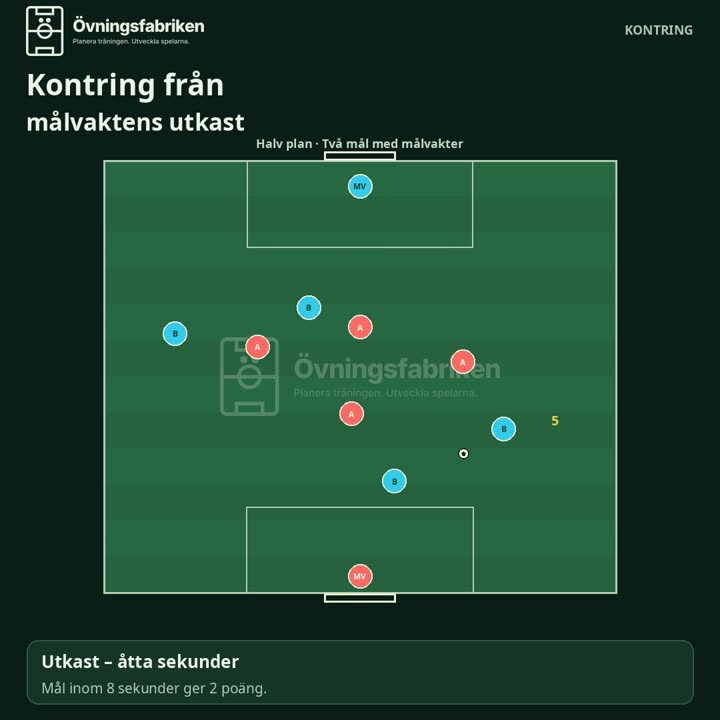 Övningsfabriken
Planera träningen. Utveckla spelarna.
KONTRING
Kontring från
målvaktens utkast
Halv plan · Två mål med målvakter
MV
B
B
A
A
A
Övningsfabriken
Planera träningen. Utveckla spelarna.
A
5
B
B
MV
Utkast – åtta sekunder
Mål inom 8 sekunder ger 2 poäng.